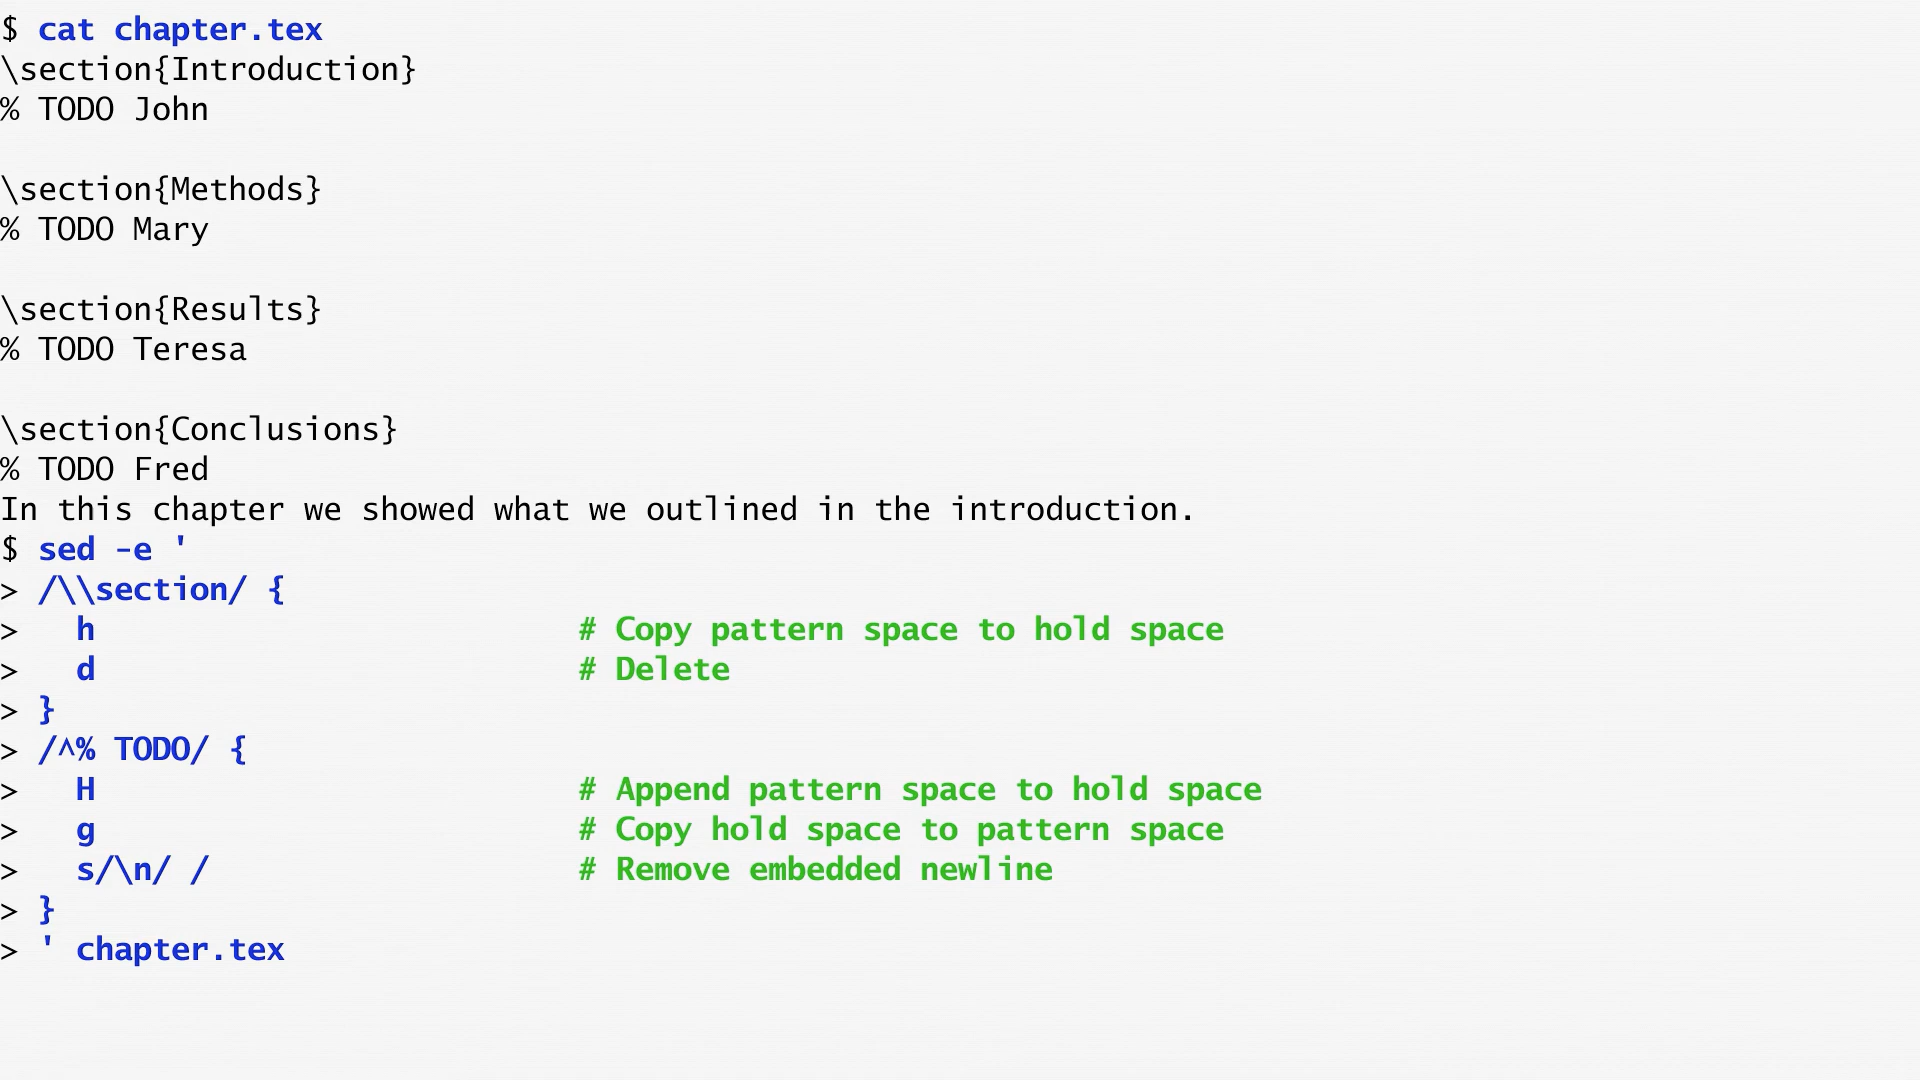 $ cat chapter.tex
\section{Introduction}
% TODO John
\section{Methods}
% TODO Mary
\section{Results}
% TODO Teresa
\section{Conclusions}
% TODO Fred
In this chapter we showed what we outlined in the introduction.
$ sed -e '
> /\\section/ {
>   h                          # Copy pattern space to hold space
>   d                          # Delete
> }
> /^% TODO/ {
>   H                          # Append pattern space to hold space
>   g                          # Copy hold space to pattern space
>   s/\n/ /                    # Remove embedded newline
> }
> ' chapter.tex